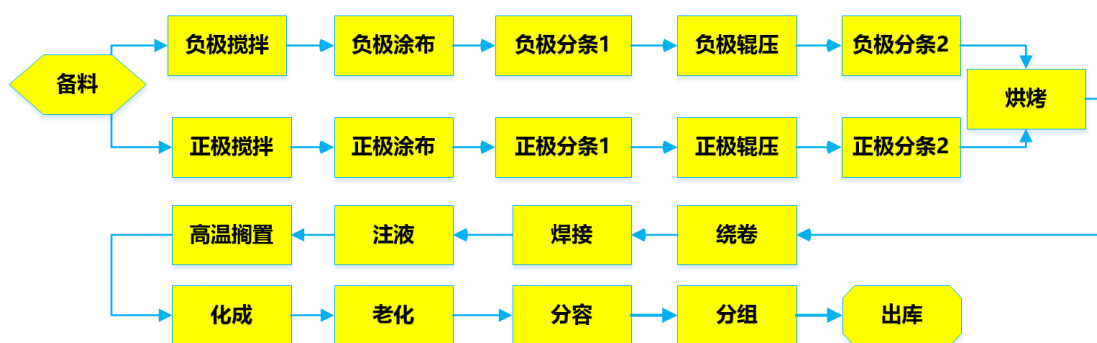 备料
负极搅拌
负极涂布
负极分条1
负极辊压
负极分条2
正极搅拌
正极涂布
正极分条1
正极辊压
正极分条2
烘烤
绕卷
焊接
注液
高温搁置
化成
老化
分容
分组
出库